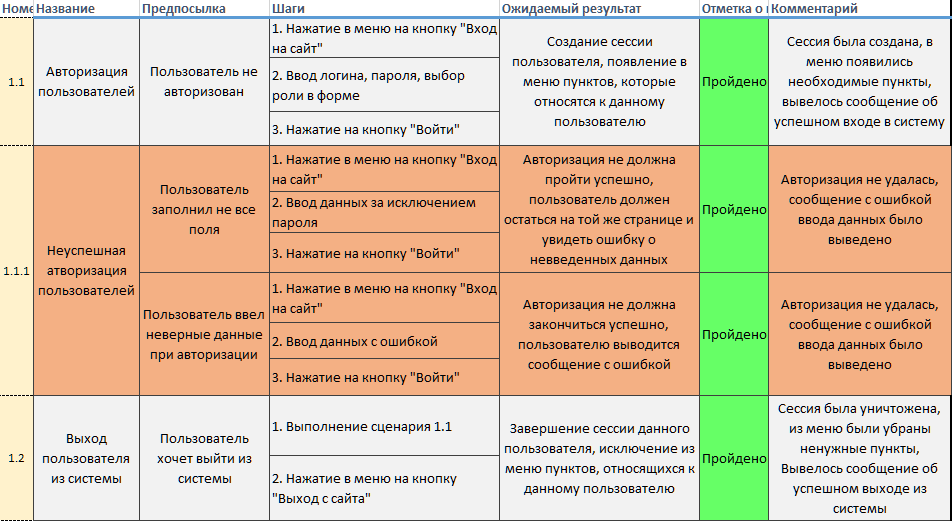 Номе Название Предпосылка Шаги Ожидаемый результат Отметка о Комментарий
1.1
Авторизация
пользователей
Пользователь не
авторизован
1. Нажатие в меню на кнопку "Вход
на сайт"
2. Ввод логина, пароля, выбор
роли в форме
3. Нажатие на кнопку "Войти"
Создание сессии
пользователя, появление в
меню пунктов, которые
относятся к данному
пользователю
Пройдено
Сессия была создана, в
меню появились
необходимые пункты,
вывелось сообщение об
успешном входе в систему
1.1.1
Неуспешная
атворизация
пользователей
Пользователь
заполнил не все
поля
1. Нажатие в меню на кнопку "Вход
на сайт"
2. Ввод данных за исключением
пароля
3. Нажатие на кнопку "Войти"
Авторизация не должна
пройти успешно,
пользователь должен
остаться на той же странице и
увидеть ошибку о
невведенных данных
Пройдено
Авторизация не удалась,
сообщение с ошибкой
ввода данных было
выведено
Пользователь ввел
неверные данные
при авторизации
1. Нажатие в меню на кнопку "Вход
на сайт"
2. Ввод данных с ошибкой
3. Нажатие на кнопку "Войти"
Авторизация не должна
закончиться успешно,
пользователю выводится
сообщение с ошибкой
Пройдено
Авторизация не удалась,
сообщение с ошибкой
ввода данных было
выведено
1.2
Выход
пользователя
из системы
Пользователь
хочет выйти из
системы
1. Выполнение сценария 1.1
2. Нажатие в меню на кнопку
"Выход с сайта"
Завершение сессии данного
пользователя, исключение из
меню пунктов, относящихся к
данному пользователю
Пройдено
Сессия была уничтожена,
из меню были убраны
ненужные пункты,
Вывелось сообщение об
успешном выходе из
системы